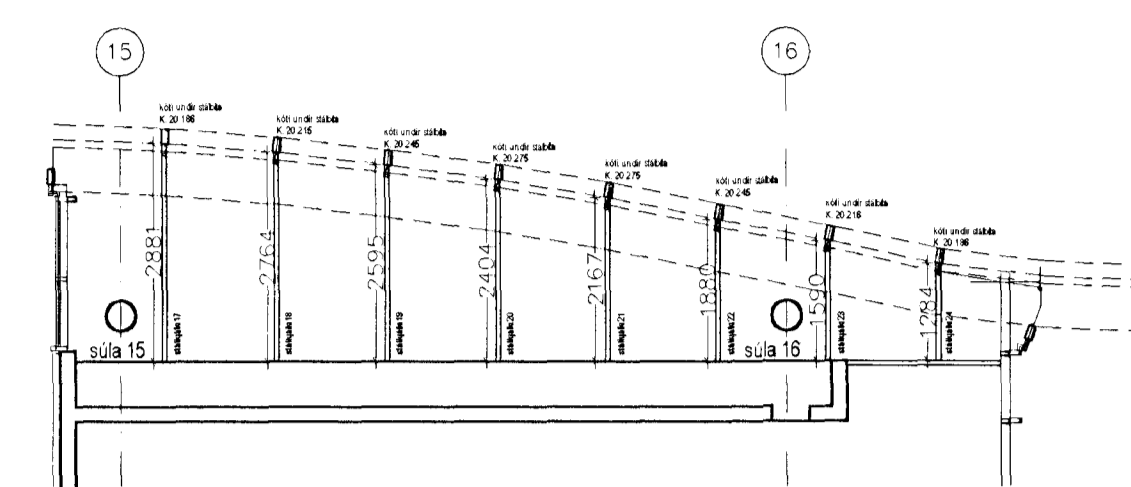 15
16
kóti undir stálbita
K. 20.186
kóti undir stálbita
K. 20.215
kóti undir stálbita
K. 20.245
kóti undir stálbita
K. 20.275
kóti undir stálbita
K. 20.275
kóti undir stálbita
K. 20.245
kóti undir stálbita
K. 20.216
kóti undir stálbita
K. 20.186
2881
2764
2595
2404
2167
1880
1590
1284
súla 15
súla 16